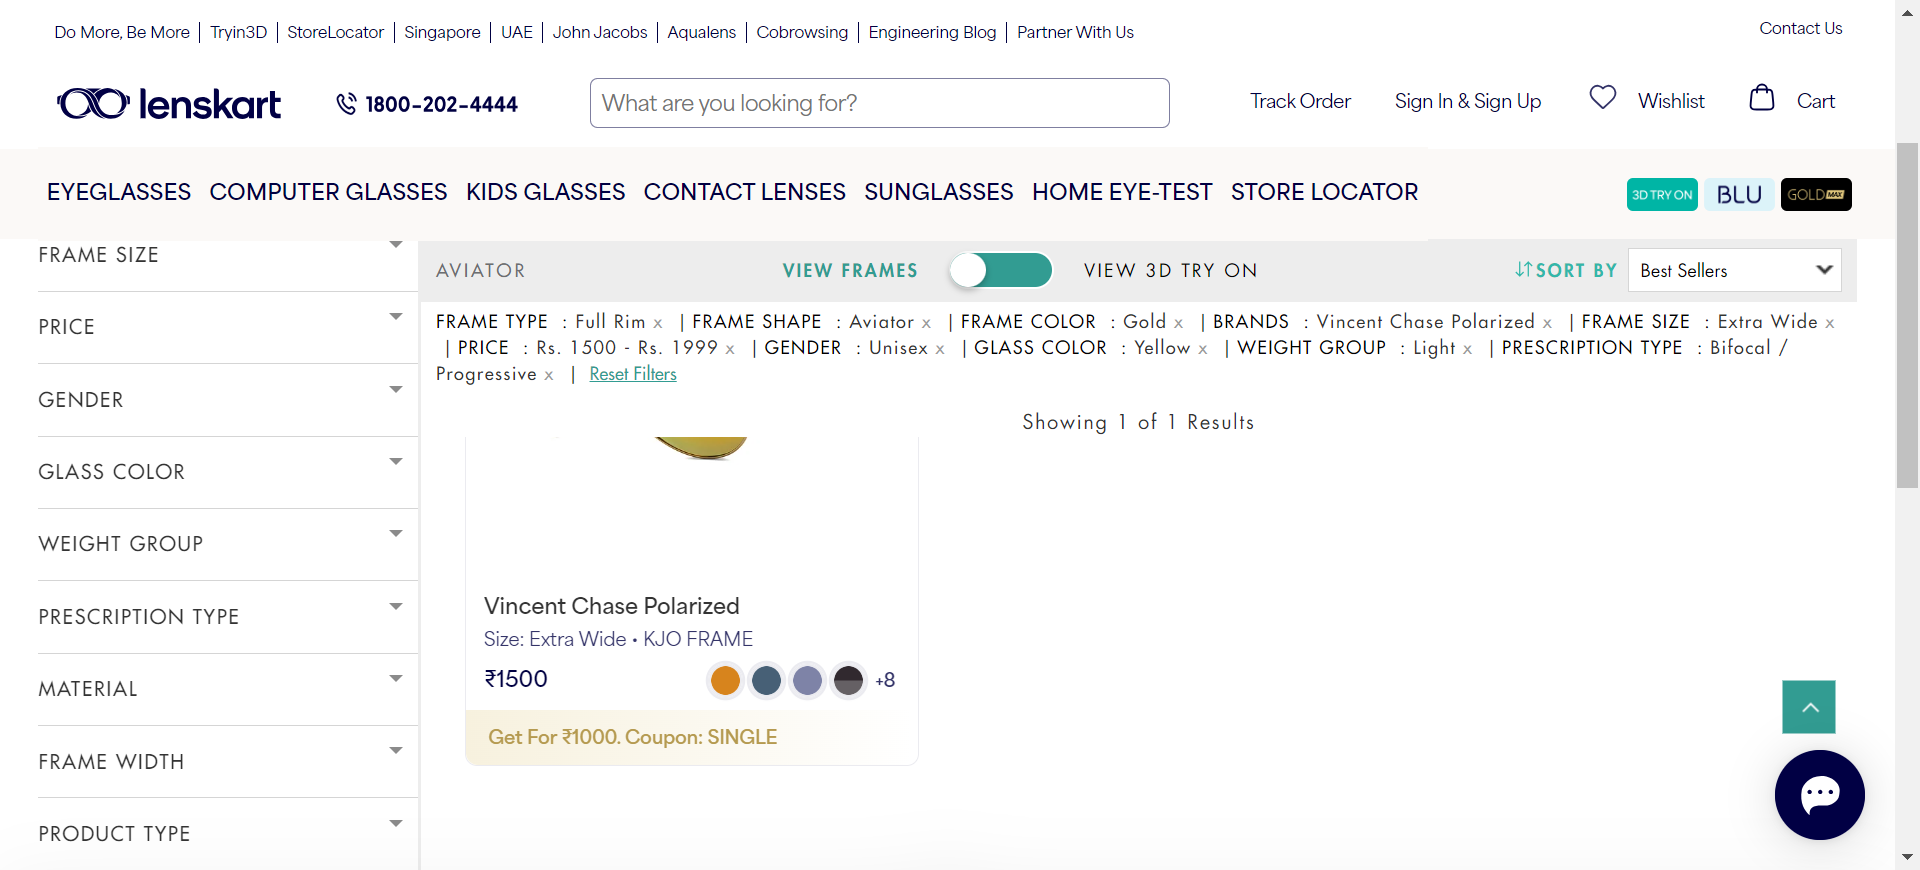 Do More, Be More | Tryin3D | StoreLocator | Singapore | UAE | John Jacobs | Aqualens | Cobrowsing | Engineering Blog | Partner With Us
Contact Us
lenskart
1800-202-4444
What are you looking for?
Track Order
Sign In & Sign Up
Wishlist
Cart
EYEGLASSES COMPUTER GLASSES KIDS GLASSES CONTACT LENSES SUNGLASSES HOME EYE-TEST STORE LOCATOR
3D TRY ON
BLU
GOLD MAX
FRAME SIZE
PRICE
GENDER
GLASS COLOR
WEIGHT GROUP
PRESCRIPTION TYPE
MATERIAL
FRAME WIDTH
PRODUCT TYPE
AVIATOR
VIEW FRAMES
VIEW 3D TRY ON
SORT BY
Best Sellers
FRAME TYPE : Full Rim x | FRAME SHAPE : Aviator x | FRAME COLOR : Gold x | BRANDS : Vincent Chase Polarized x | FRAME SIZE : Extra Wide x
| PRICE : Rs. 1500 - Rs. 1999 x | GENDER : Unisex x | GLASS COLOR : Yellow x | WEIGHT GROUP : Light x | PRESCRIPTION TYPE : Bifocal /
Progressive x | Reset Filters
Showing 1 of 1 Results
Vincent Chase Polarized
Size: Extra Wide • KJO FRAME
₹1500
+8
Get For ₹1000. Coupon: SINGLE